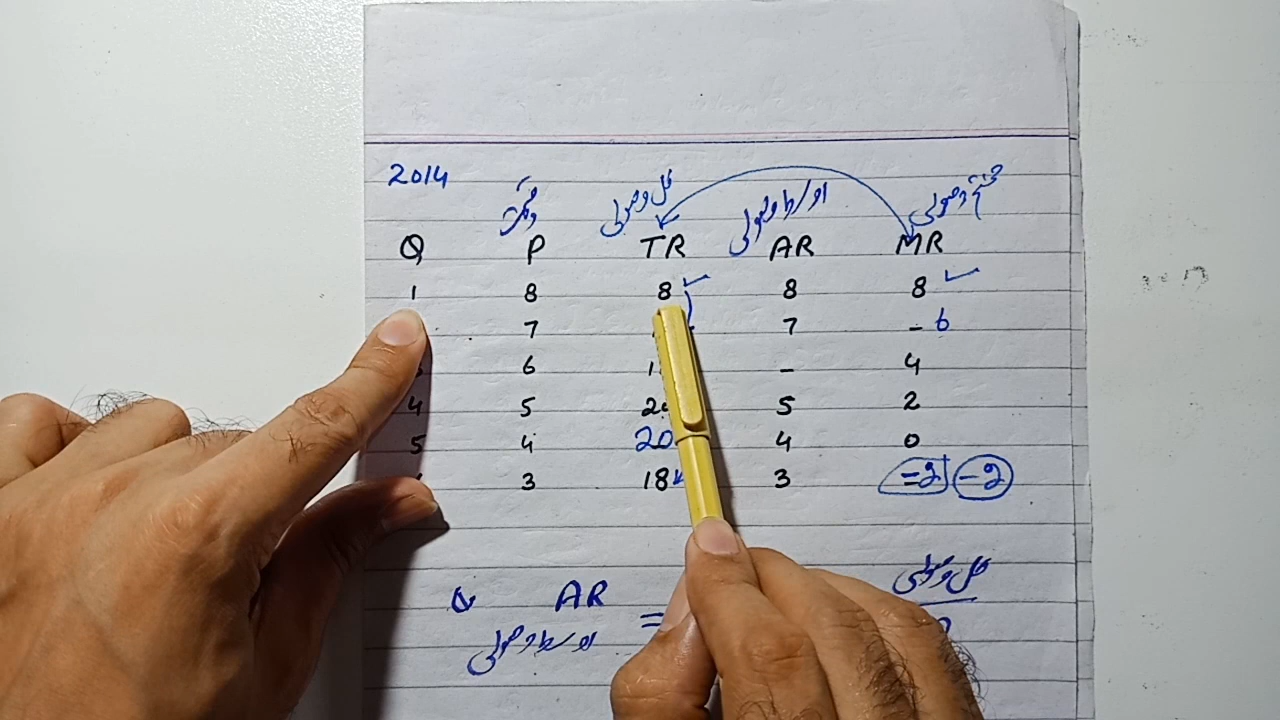 2014
قیمت کل وصولی اوسط وصولی مختتم وصولی
Q P TR AR MR
1 8 8 8 8
7 7 - 6
6 - 4
4 5 5 2
5 4 20 4 0
3 18 3 -2 -2
AR = کل وصولی
اوسط وصولی